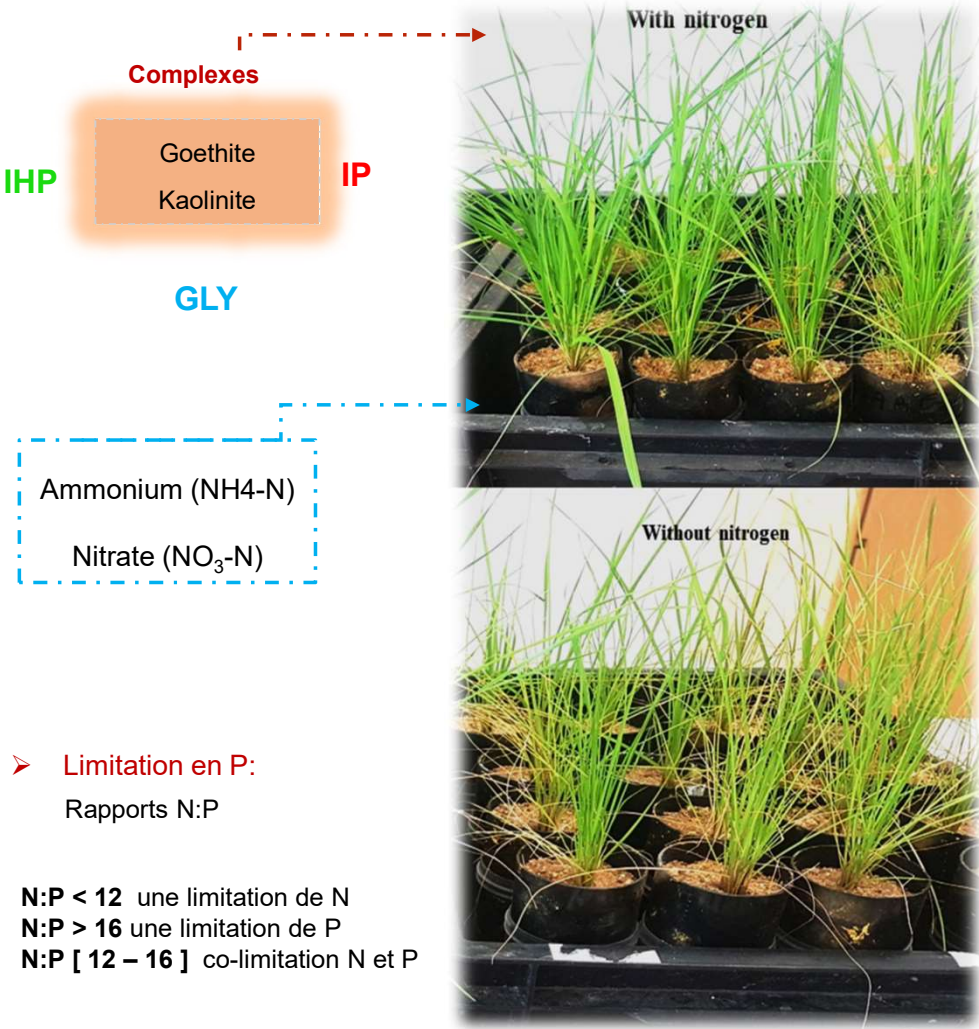 With nitrogen
Complexes
Goethite
Kaolinite
IHP
IP
GLY
Ammonium (NH4-N)
Nitrate (NO₃-N)
Without nitrogen
➢ Limitation en P:
Rapports N:P
N:P < 12 une limitation de N
N:P > 16 une limitation de P
N:P [ 12 – 16 ] co-limitation N et P